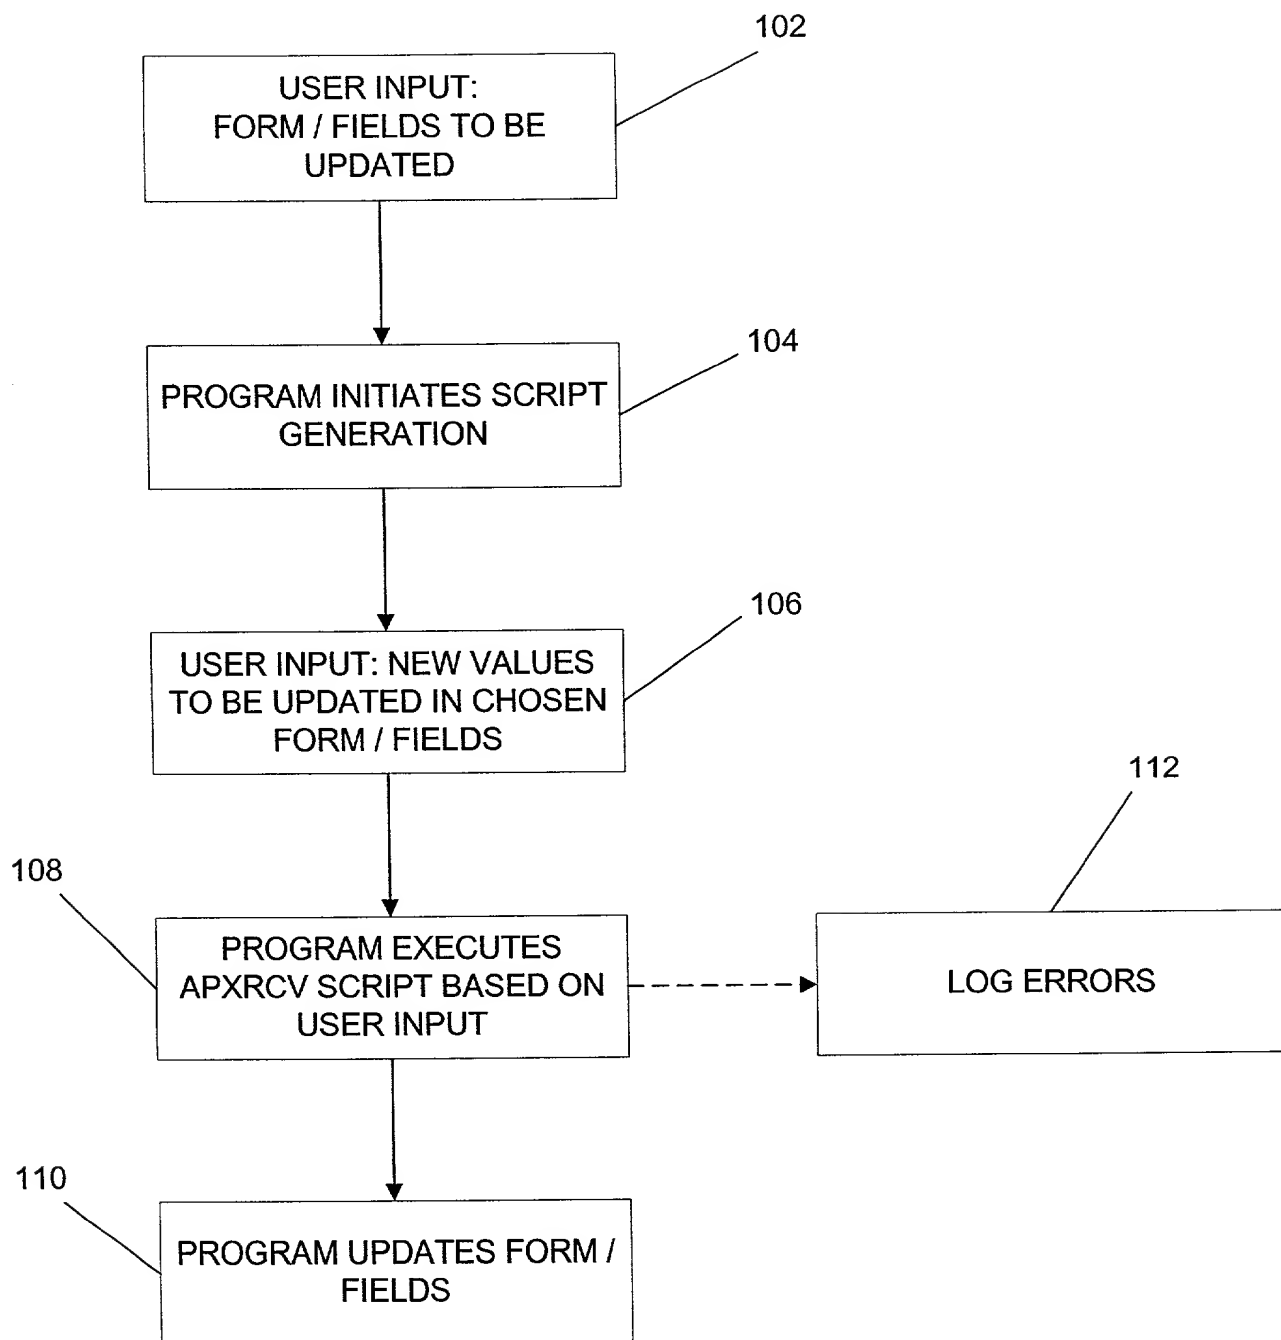 102
USER INPUT:
FORM / FIELDS TO BE
UPDATED
104
PROGRAM INITIATES SCRIPT
GENERATION
106
USER INPUT: NEW VALUES
TO BE UPDATED IN CHOSEN
FORM / FIELDS
112
108
PROGRAM EXECUTES
APXRCV SCRIPT BASED ON
USER INPUT
LOG ERRORS
110
PROGRAM UPDATES FORM /
FIELDS